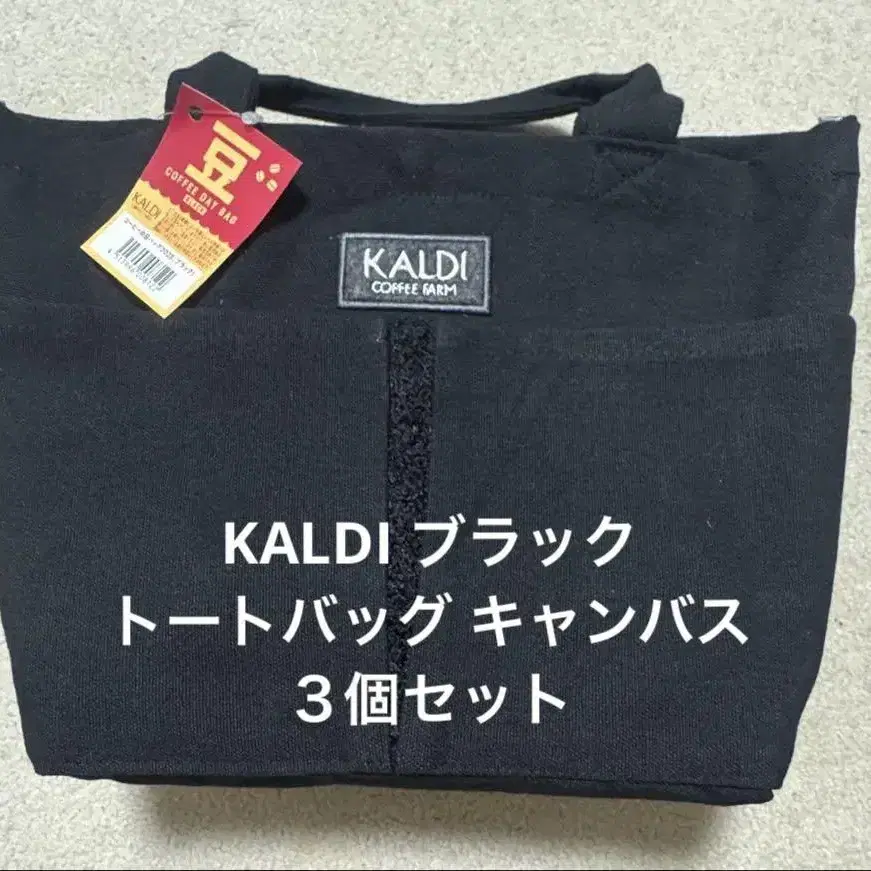 豆
COFFEE DAY BAG
KALDI
KALDI
COFFEE FARM
KALDI ブラック
トートバッグ キャンバス
３個セット